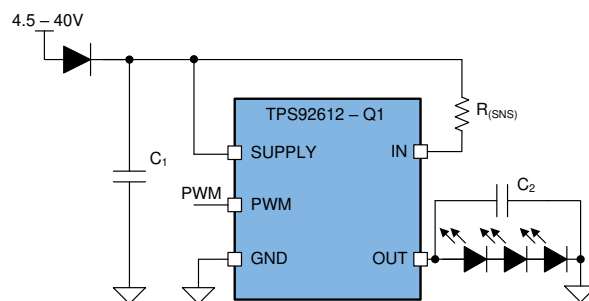 4.5 – 40V
TPS92612 – Q1
R(SNS)
SUPPLY
IN
C1
PWM
PWM
C2
GND
OUT